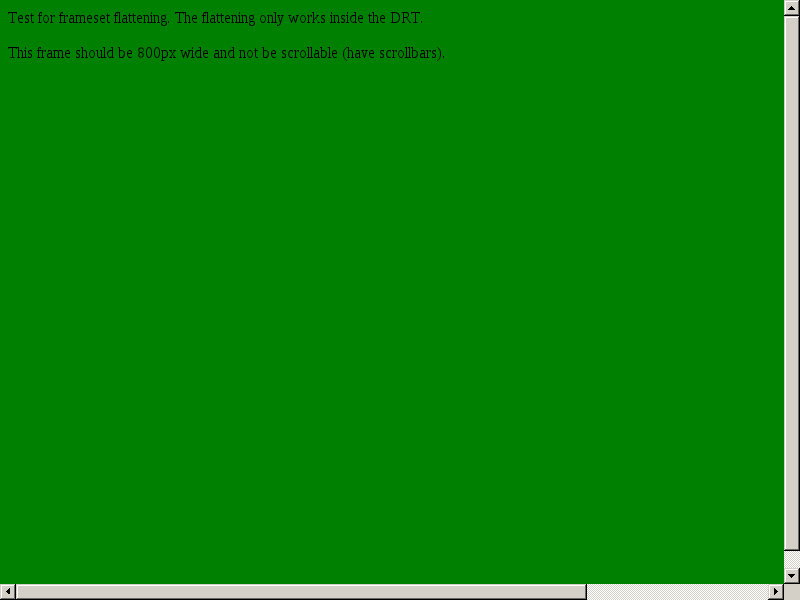 Test for frameset flattening. The flattening only works inside the DRT.
This frame should be 800px wide and not be scrollable (have scrollbars).